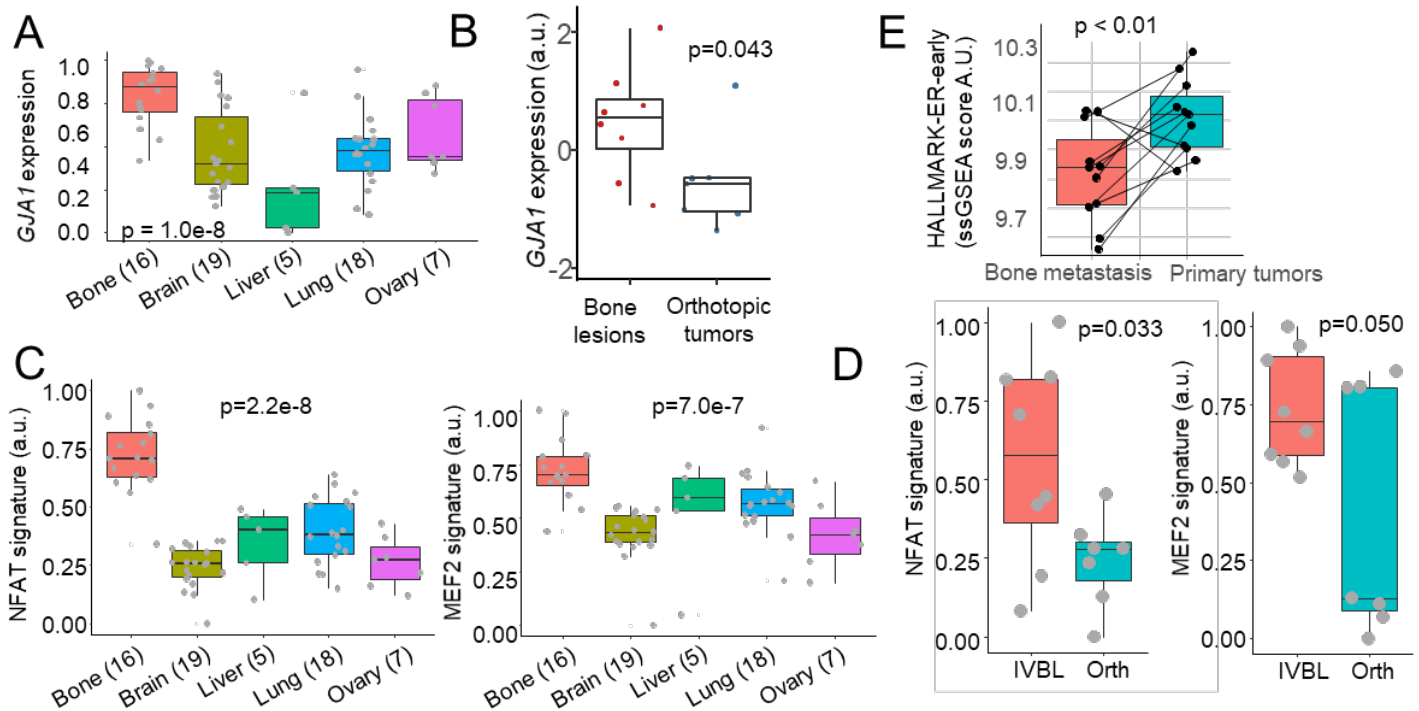 A
GJA1 expression
1.0
0.8
0.6
0.4
0.2
0.0
p = 1.0e-8
Bone (16)
Brain (19)
Liver (5)
Lung (18)
Ovary (7)
B
GJA1 expression (a.u.)
2
0
-2
p=0.043
Bone lesions
Orthotopic tumors
E
HALLMARK-ER-early
(ssGSEA score A.U.)
10.3
10.1
9.9
9.7
p < 0.01
Bone metastasis
Primary tumors
C
NFAT signature (a.u.)
1.00
0.75
0.50
0.25
0.00
p=2.2e-8
Bone (16)
Brain (19)
Liver (5)
Lung (18)
Ovary (7)
MEF2 signature (a.u.)
1.00
0.75
0.50
0.25
0.00
p=7.0e-7
Bone (16)
Brain (19)
Liver (5)
Lung (18)
Ovary (7)
D
NFAT signature (a.u.)
1.00
0.75
0.50
0.25
0.00
p=0.033
IVBL
Orth
MEF2 signature (a.u.)
1.00
0.75
0.50
0.25
0.00
p=0.050
IVBL
Orth